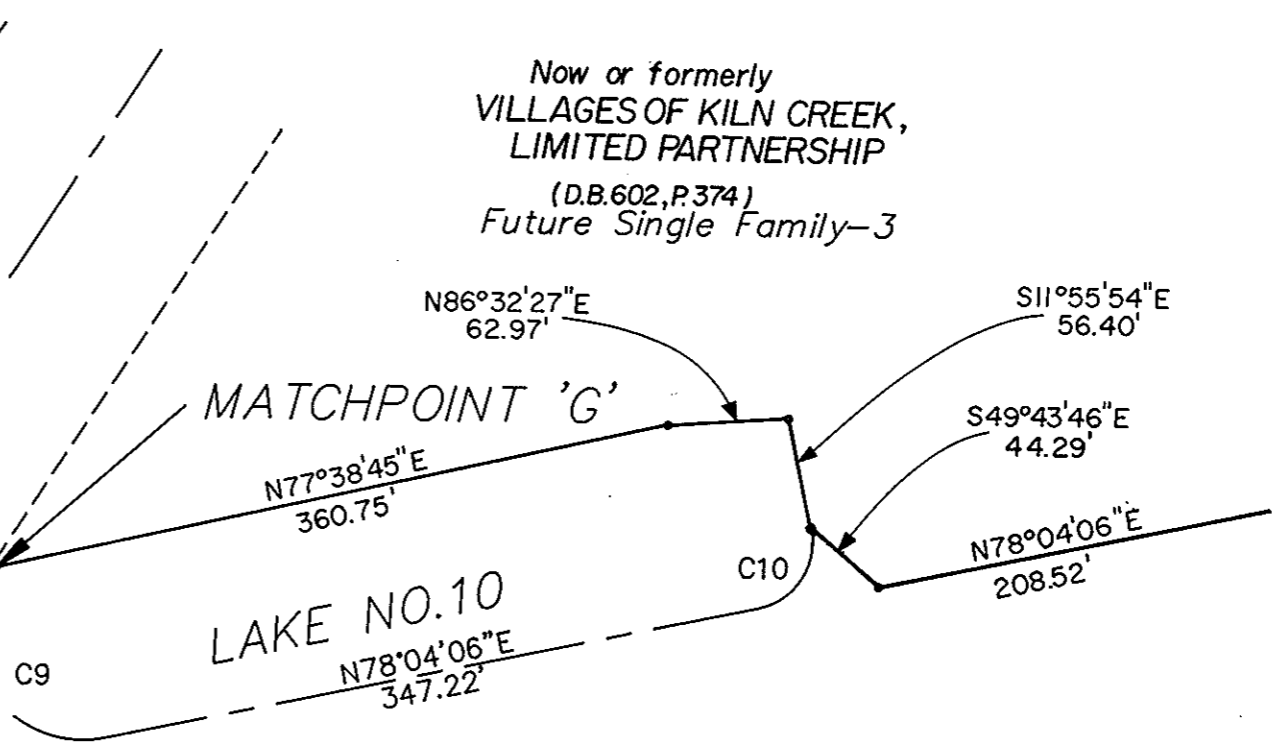 Now or formerly
VILLAGES OF KILN CREEK,
LIMITED PARTNERSHIP
(D.B.602,P.374)
Future Single Family-3
N86°32'27"E
62.97'
S11°55'54"E
56.40'
MATCHPOINT 'G'
S49°43'46"E
44.29'
N77°38'45"E
360.75'
N78°04'06"E
208.52'
C10
LAKE NO.10
N78°04'06"E
347.22'
C9